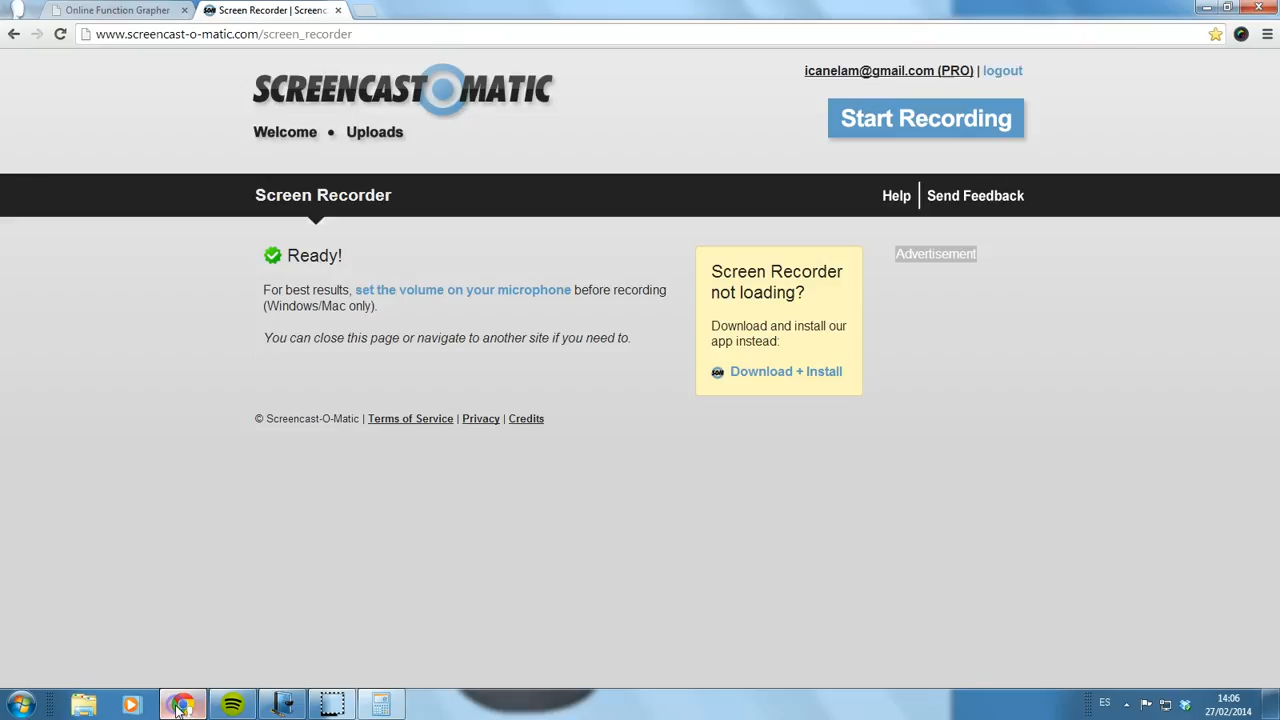 Online Function Grapher
Screen Recorder | Screenc
www.screencast-o-matic.com/screen_recorder
SCREENCAST O MATIC
icanelam@gmail.com (PRO) | logout
Start Recording
Welcome • Uploads
Screen Recorder
Help
Send Feedback
Ready!
For best results, set the volume on your microphone before recording
(Windows/Mac only).
You can close this page or navigate to another site if you need to.
Screen Recorder
not loading?
Download and install our
app instead:
SOM
Download + Install
Advertisement
© Screencast-O-Matic | Terms of Service | Privacy | Credits
ES
14:06
27/02/2014